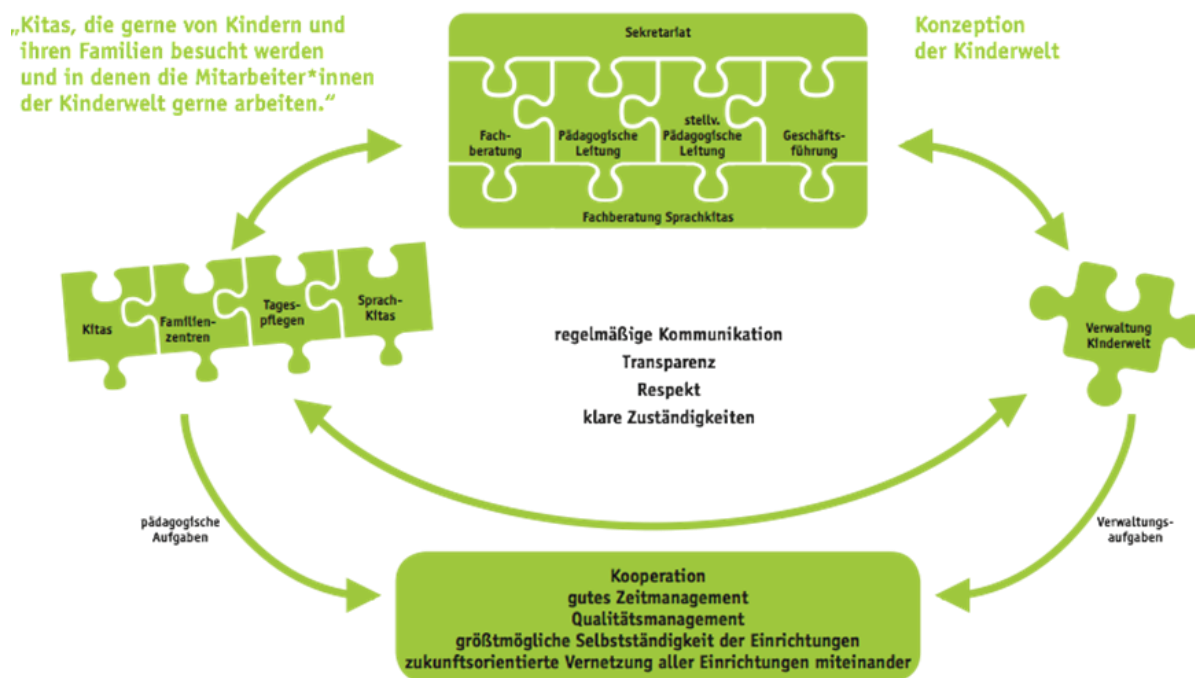 „Kitas, die gerne von Kindern und
ihren Familien besucht werden
und in denen die Mitarbeiter*innen
der Kinderwelt gerne arbeiten.“
Konzeption
der Kinderwelt
Sekretariat
Fach-
beratung
Pädagogische
Leitung
stellv.
Pädagogische
Leitung
Geschäfts-
führung
Fachberatung Sprachkitas
Kitas
Familien-
zentren
Tages-
pflegen
Sprach-
Kitas
Verwaltung
Kinderwelt
regelmäßige Kommunikation
Transparenz
Respekt
klare Zuständigkeiten
pädagogische
Aufgaben
Verwaltungs-
aufgaben
Kooperation
gutes Zeitmanagement
Qualitätsmanagement
größtmögliche Selbstständigkeit der Einrichtungen
zukunftsorientierte Vernetzung aller Einrichtungen miteinander